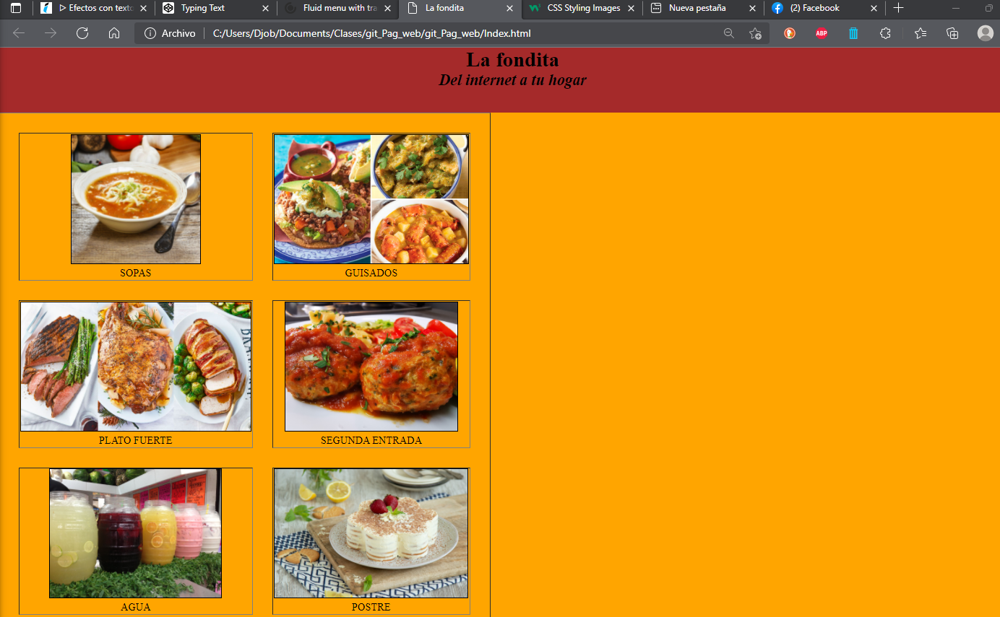 Efectos con texto
Typing Text
Fluid menu with tra
La fondita
CSS Styling Images
Nueva pestaña
(2) Facebook
Archivo
C:/Users/Djob/Documents/Clases/git_Pag_web/git_Pag_web/Index.html
ABP
La fondita
Del internet a tu hogar
SOPAS
GUISADOS
PLATO FUERTE
SEGUNDA ENTRADA
AGUA
POSTRE